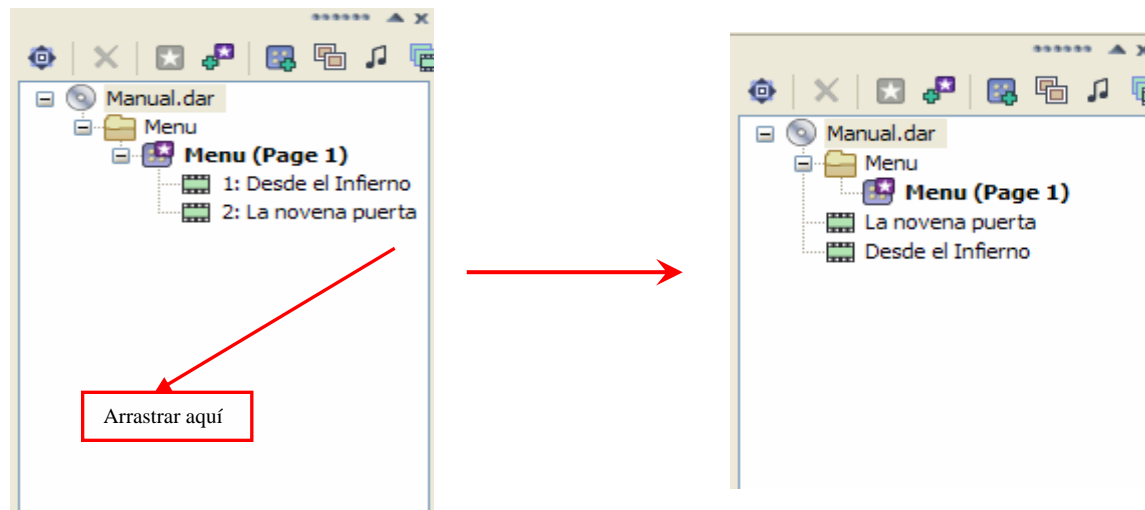 Manual.dar
Menu
Menu (Page 1)
1: Desde el Infierno
2: La novena puerta
Arrastrar aquí
Manual.dar
Menu
Menu (Page 1)
La novena puerta
Desde el Infierno